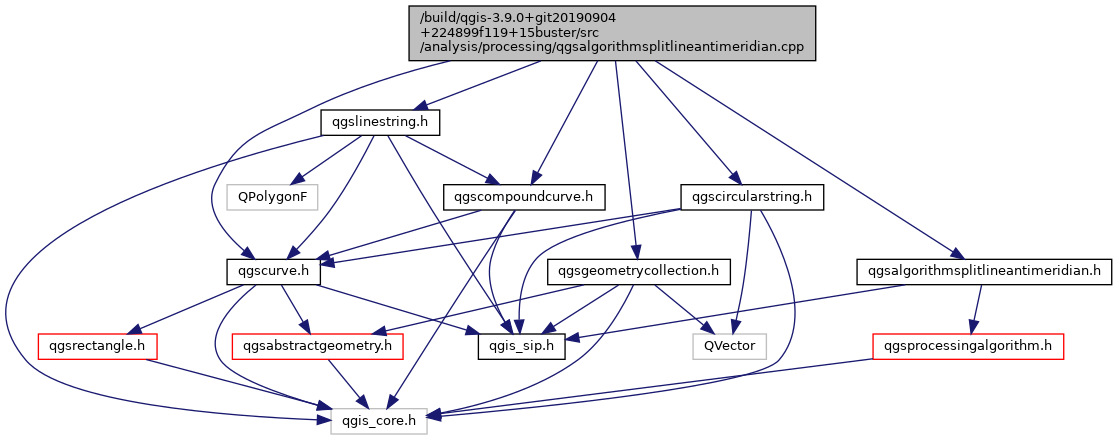 /build/qgis-3.9.0+git20190904
+224899f119+15buster/src
/analysis/processing/qgsalgorithmsplitlineantimeridian.cpp
qgslinestring.h
QPolygonF
qgscompoundcurve.h
qgscircularstring.h
qgscurve.h
qgsgeometrycollection.h
qgsalgorithmsplitlineantimeridian.h
qgsrectangle.h
qgsabstractgeometry.h
qgis_sip.h
QVector
qgsprocessingalgorithm.h
qgis_core.h